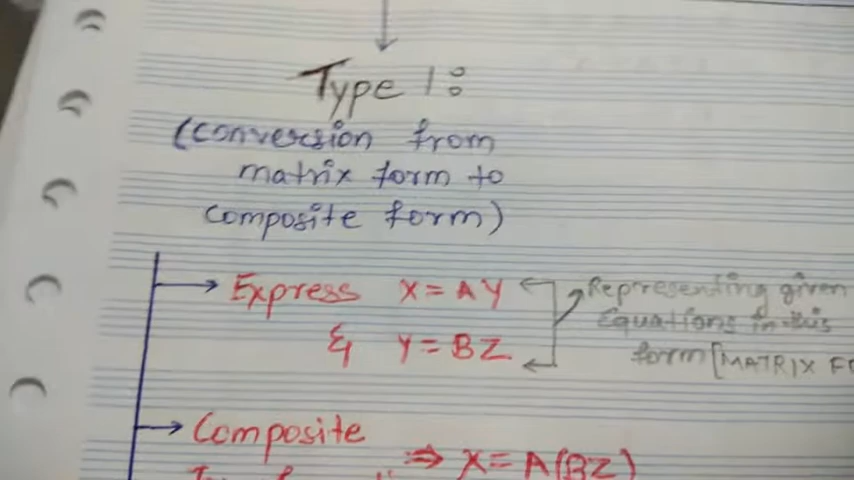 Type 1:
(conversion from
matrix form to
composite form)
Express X = AY
& Y = BZ
Representing given
Equations in this
form [MATRIX FO
Composite
⇒ X = A(BZ)